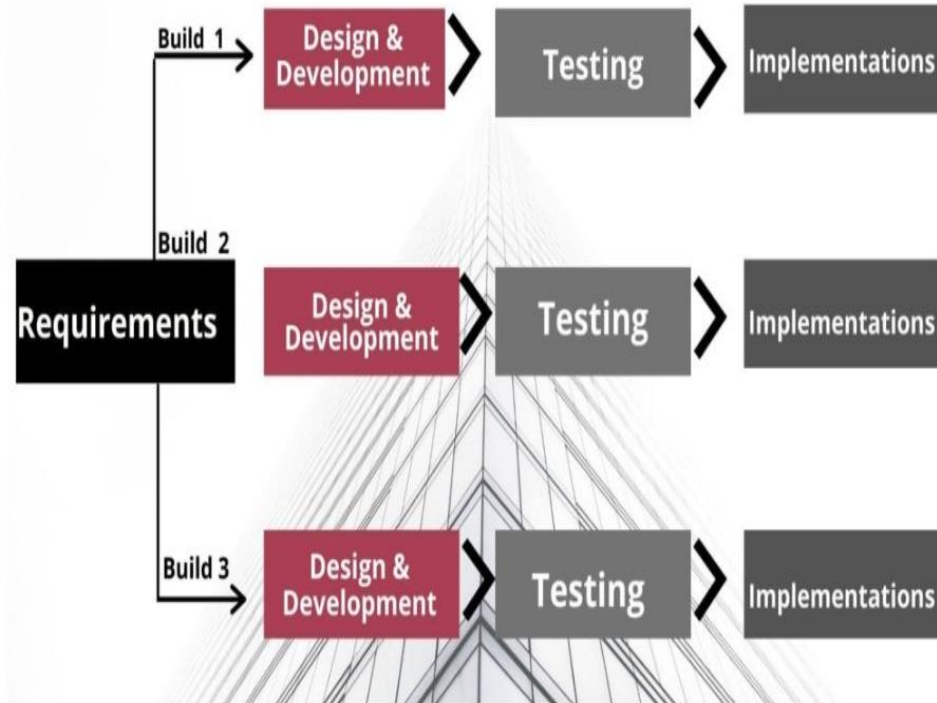 Build 1
Design &
Development
Testing
Implementations
Build 2
Requirements
Design &
Development
Testing
Implementations
Build 3
Design &
Development
Testing
Implementations